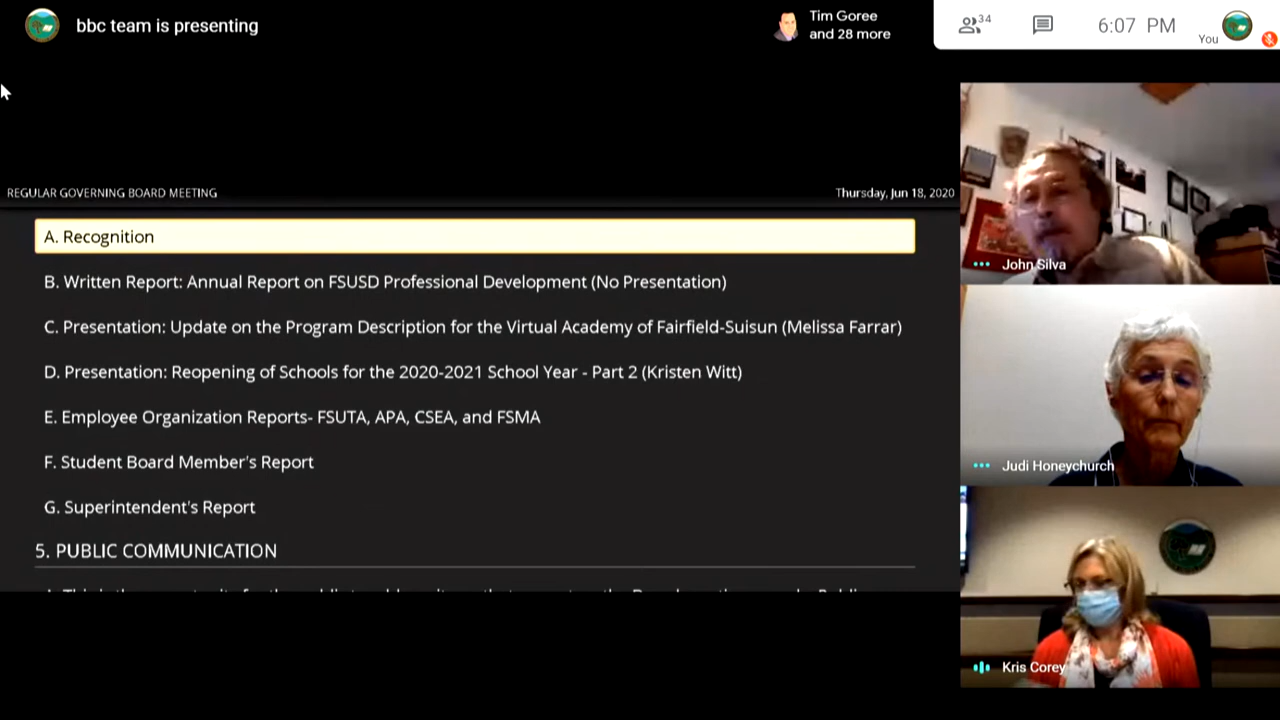 bbc team is presenting
Tim Goree
and 28 more
34
6:07 PM
You
REGULAR GOVERNING BOARD MEETING
Thursday, Jun 18, 2020
A. Recognition
B. Written Report: Annual Report on FSUSD Professional Development (No Presentation)
C. Presentation: Update on the Program Description for the Virtual Academy of Fairfield-Suisun (Melissa Farrar)
D. Presentation: Reopening of Schools for the 2020-2021 School Year - Part 2 (Kristen Witt)
E. Employee Organization Reports- FSUTA, APA, CSEA, and FSMA
F. Student Board Member's Report
G. Superintendent's Report
5. PUBLIC COMMUNICATION
John Silva
Judi Honeychurch
Kris Corey